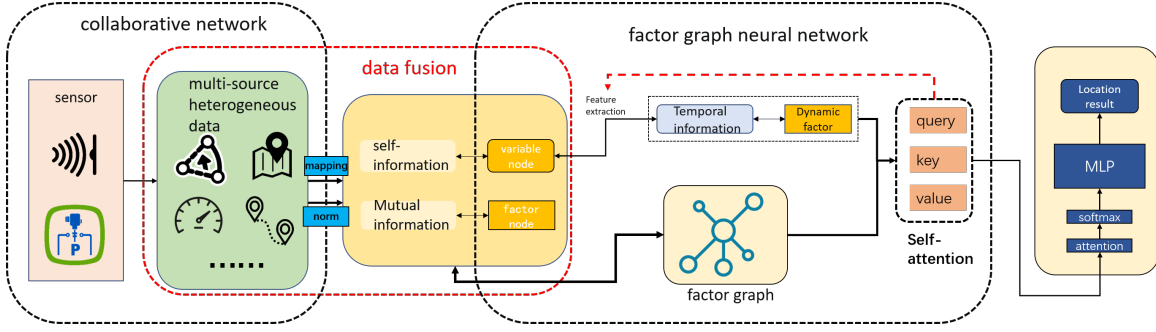 collaborative network
sensor
P
data fusion
multi-source
heterogeneous
data
......
mapping
norm
self-
information
variable
node
Mutual
information
factor
node
factor graph neural network
Feature
extraction
Temporal
information
Dynamic
factor
factor graph
query
key
value
Self-
attention
Location
result
MLP
softmax
attention